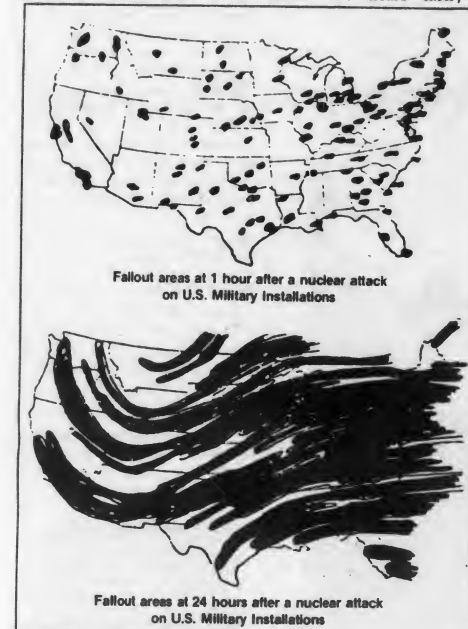 Fallout areas at 1 hour after a nuclear attack
on U.S. Military Installations
Fallout areas at 24 hours after a nuclear attack
on U.S. Military Installations